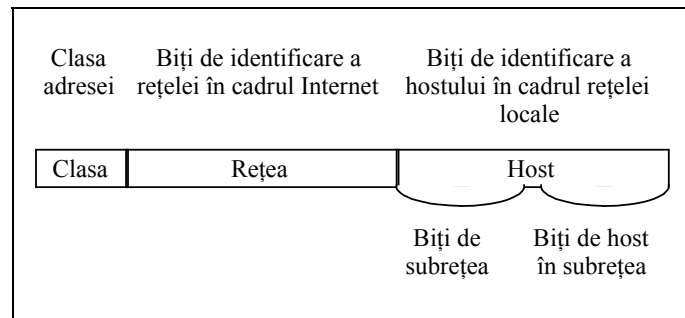 Clasa
adresei
Biți de identificare a
rețelei în cadrul Internet
Biți de identificare a
hostului în cadrul rețelei
locale
Clasa
Rețea
Host
Biți de
subrețea
Biți de host
în subrețea